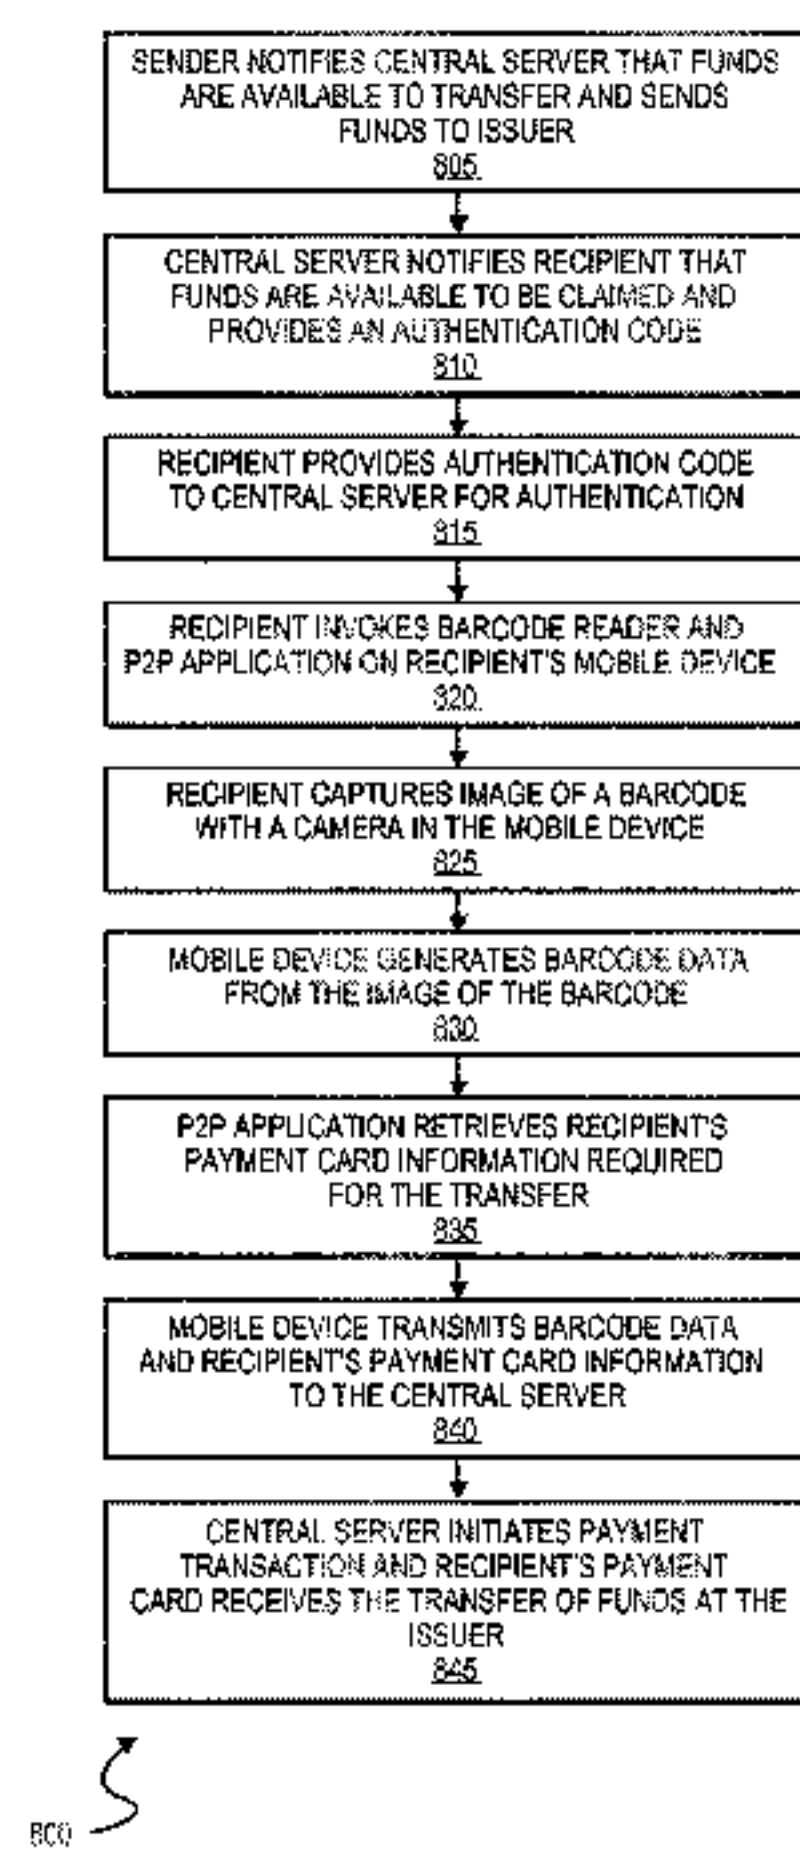 SENDER NOTIFIES CENTRAL SERVER THAT FUNDS
ARE AVAILABLE TO TRANSFER AND SENDS
FUNDS TO ISSUER
805
CENTRAL SERVER NOTIFIES RECIPIENT THAT
FUNDS ARE AVAILABLE TO BE CLAIMED AND
PROVIDES AN AUTHENTICATION CODE
810
RECIPIENT PROVIDES AUTHENTICATION CODE
TO CENTRAL SERVER FOR AUTHENTICATION
815
RECIPIENT INVOKES BARCODE READER AND
P2P APPLICATION ON RECIPIENT'S MOBILE DEVICE
820
RECIPIENT CAPTURES IMAGE OF A BARCODE
WITH A CAMERA IN THE MOBILE DEVICE
825
MOBILE DEVICE GENERATES BARCODE DATA
FROM THE IMAGE OF THE BARCODE
830
P2P APPLICATION RETRIEVES RECIPIENT'S
PAYMENT CARD INFORMATION REQUIRED
FOR THE TRANSFER
835
MOBILE DEVICE TRANSMITS BARCODE DATA
AND RECIPIENT'S PAYMENT CARD INFORMATION
TO THE CENTRAL SERVER
840
CENTRAL SERVER INITIATES PAYMENT
TRANSACTION AND RECIPIENT'S PAYMENT
CARD RECEIVES THE TRANSFER OF FUNDS AT THE
ISSUER
845
800